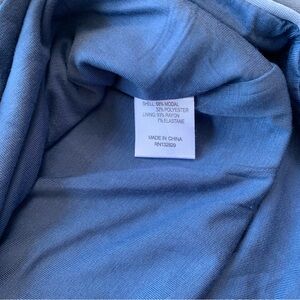 SHELL: 68% MODAL
32% POLYESTER
LINING: 93% RAYON
7% ELASTANE
MADE IN CHINA
RN132929